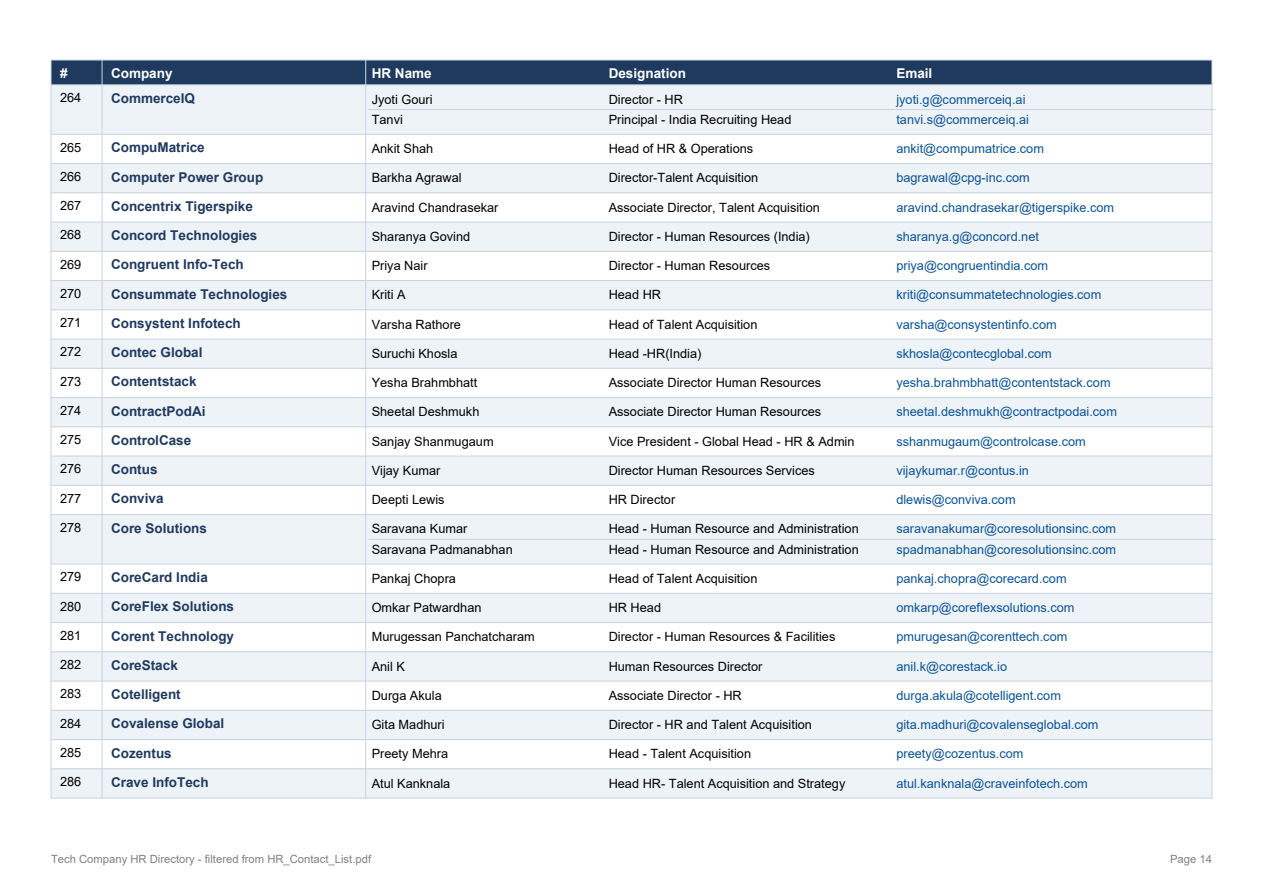 # Company HR Name Designation Email
264 CommerceIQ Jyoti Gouri Director - HR jyoti.g@commerceiq.ai
Tanvi Principal - India Recruiting Head tanvi.s@commerceiq.ai
265 CompuMatrice Ankit Shah Head of HR & Operations ankit@compumatrice.com
266 Computer Power Group Barkha Agrawal Director-Talent Acquisition bagrawal@cpg-inc.com
267 Concentrix Tigerspike Aravind Chandrasekar Associate Director, Talent Acquisition aravind.chandrasekar@tigerspike.com
268 Concord Technologies Sharanya Govind Director - Human Resources (India) sharanya.g@concord.net
269 Congruent Info-Tech Priya Nair Director - Human Resources priya@congruentindia.com
270 Consummate Technologies Kriti A Head HR kriti@consummatetechnologies.com
271 Consystent Infotech Varsha Rathore Head of Talent Acquisition varsha@consystentinfo.com
272 Contec Global Suruchi Khosla Head -HR(India) skhosla@contecglobal.com
273 Contentstack Yesha Brahmbhatt Associate Director Human Resources yesha.brahmbhatt@contentstack.com
274 ContractPodAi Sheetal Deshmukh Associate Director Human Resources sheetal.deshmukh@contractpodai.com
275 ControlCase Sanjay Shanmugaum Vice President - Global Head - HR & Admin sshanmugaum@controlcase.com
276 Contus Vijay Kumar Director Human Resources Services vijaykumar.r@contus.in
277 Conviva Deepti Lewis HR Director dlewis@conviva.com
278 Core Solutions Saravana Kumar Head - Human Resource and Administration saravanakumar@coresolutionsinc.com
Saravana Padmanabhan Head - Human Resource and Administration spadmanabhan@coresolutionsinc.com
279 CoreCard India Pankaj Chopra Head of Talent Acquisition pankaj.chopra@corecard.com
280 CoreFlex Solutions Omkar Patwardhan HR Head omkarp@coreflexsolutions.com
281 Corent Technology Murugessan Panchatcharam Director - Human Resources & Facilities pmurugesan@corenttech.com
282 CoreStack Anil K Human Resources Director anil.k@corestack.io
283 Cotelligent Durga Akula Associate Director - HR durga.akula@cotelligent.com
284 Covalense Global Gita Madhuri Director - HR and Talent Acquisition gita.madhuri@covalenseglobal.com
285 Cozentus Preety Mehra Head - Talent Acquisition preety@cozentus.com
286 Crave InfoTech Atul Kanknala Head HR- Talent Acquisition and Strategy atul.kanknala@craveinfotech.com
Tech Company HR Directory - filtered from HR_Contact_List.pdf Page 14